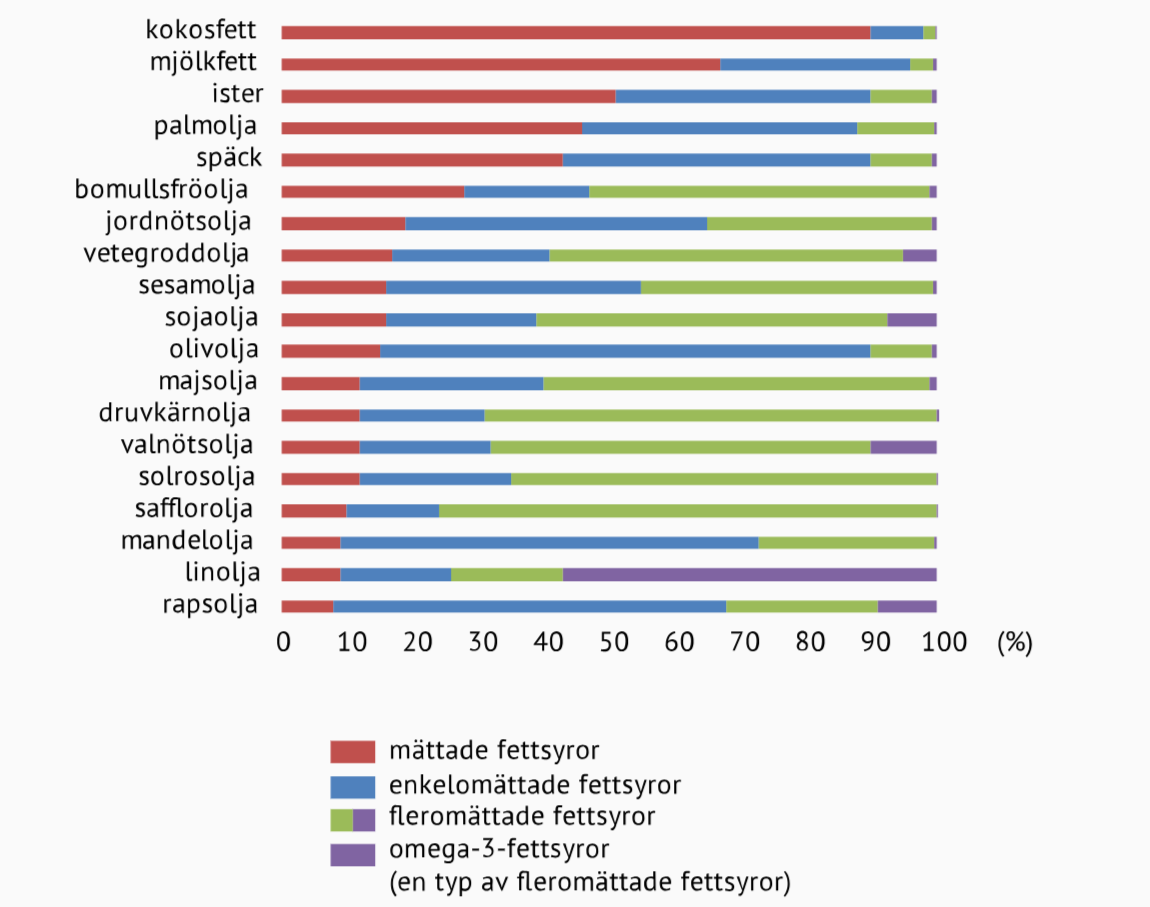 kokosfett
mjölkfett
ister
palmolja
späck
bomullsfröolja
jordnötsolja
vetegroddolja
sesamolja
sojaolja
olivolja
majsolja
druvkärnolja
valnötsolja
solrosolja
safflorolja
mandelolja
linolja
rapsolja
0 10 20 30 40 50 60 70 80 90 100 (%)
mättade fettsyror
enkelomättade fettsyror
fleromättade fettsyror
omega-3-fettsyror
(en typ av fleromättade fettsyror)